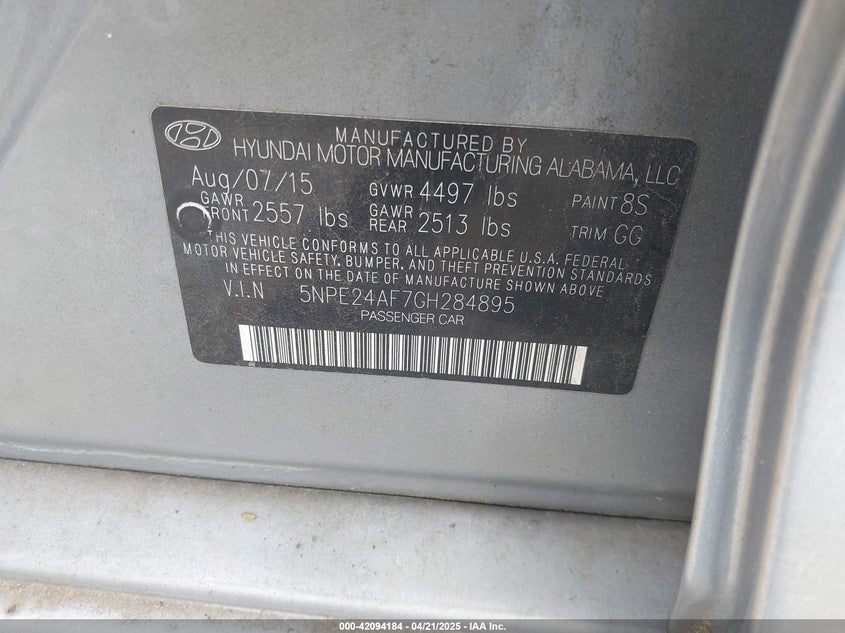 MANUFACTURED BY
HYUNDAI MOTOR MANUFACTURING ALABAMA, LLC
Aug/07/15 GVWR 4497 lbs PAINT 8S
GAWR FRONT 2557 lbs GAWR REAR 2513 lbs TRIM GG
THIS VEHICLE CONFORMS TO ALL APPLICABLE U.S.A. FEDERAL
MOTOR VEHICLE SAFETY, BUMPER, AND THEFT PREVENTION STANDARDS
IN EFFECT ON THE DATE OF MANUFACTURE SHOWN ABOVE
V.I.N 5NPE24AF7GH284895
PASSENGER CAR
000-42094184 - 04/21/2025 - IAA Inc.